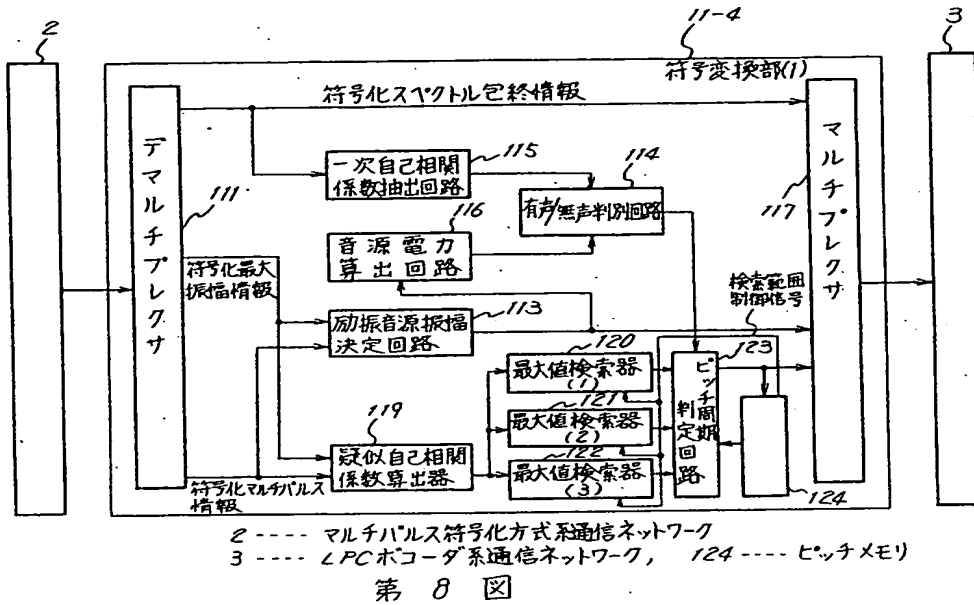 2
11-4
3
符号変換部(1)
符号化スペクトル包終情報
デマルチプレクサ
111
一次自己相関
係数抽出回路
115
114
有声/無声判別回路
マルチプレクサ
117
116
音源電力
算出回路
符号化最大
振幅情報
検索範囲
制御信号
励振音源振幅
決定回路
113
120
最大値検索器
(1)
123
ピッチ周期
判定回路
121
最大値検索器
(2)
119
疑似自己相関
係数算出器
122
最大値検索器
(3)
124
符号化マルチパルス
情報
2 ---- マルチパルス符号化方式系通信ネットワーク
3 ---- LPCボコーダ系通信ネットワーク, 124 ---- ピッチメモリ
第 8 図